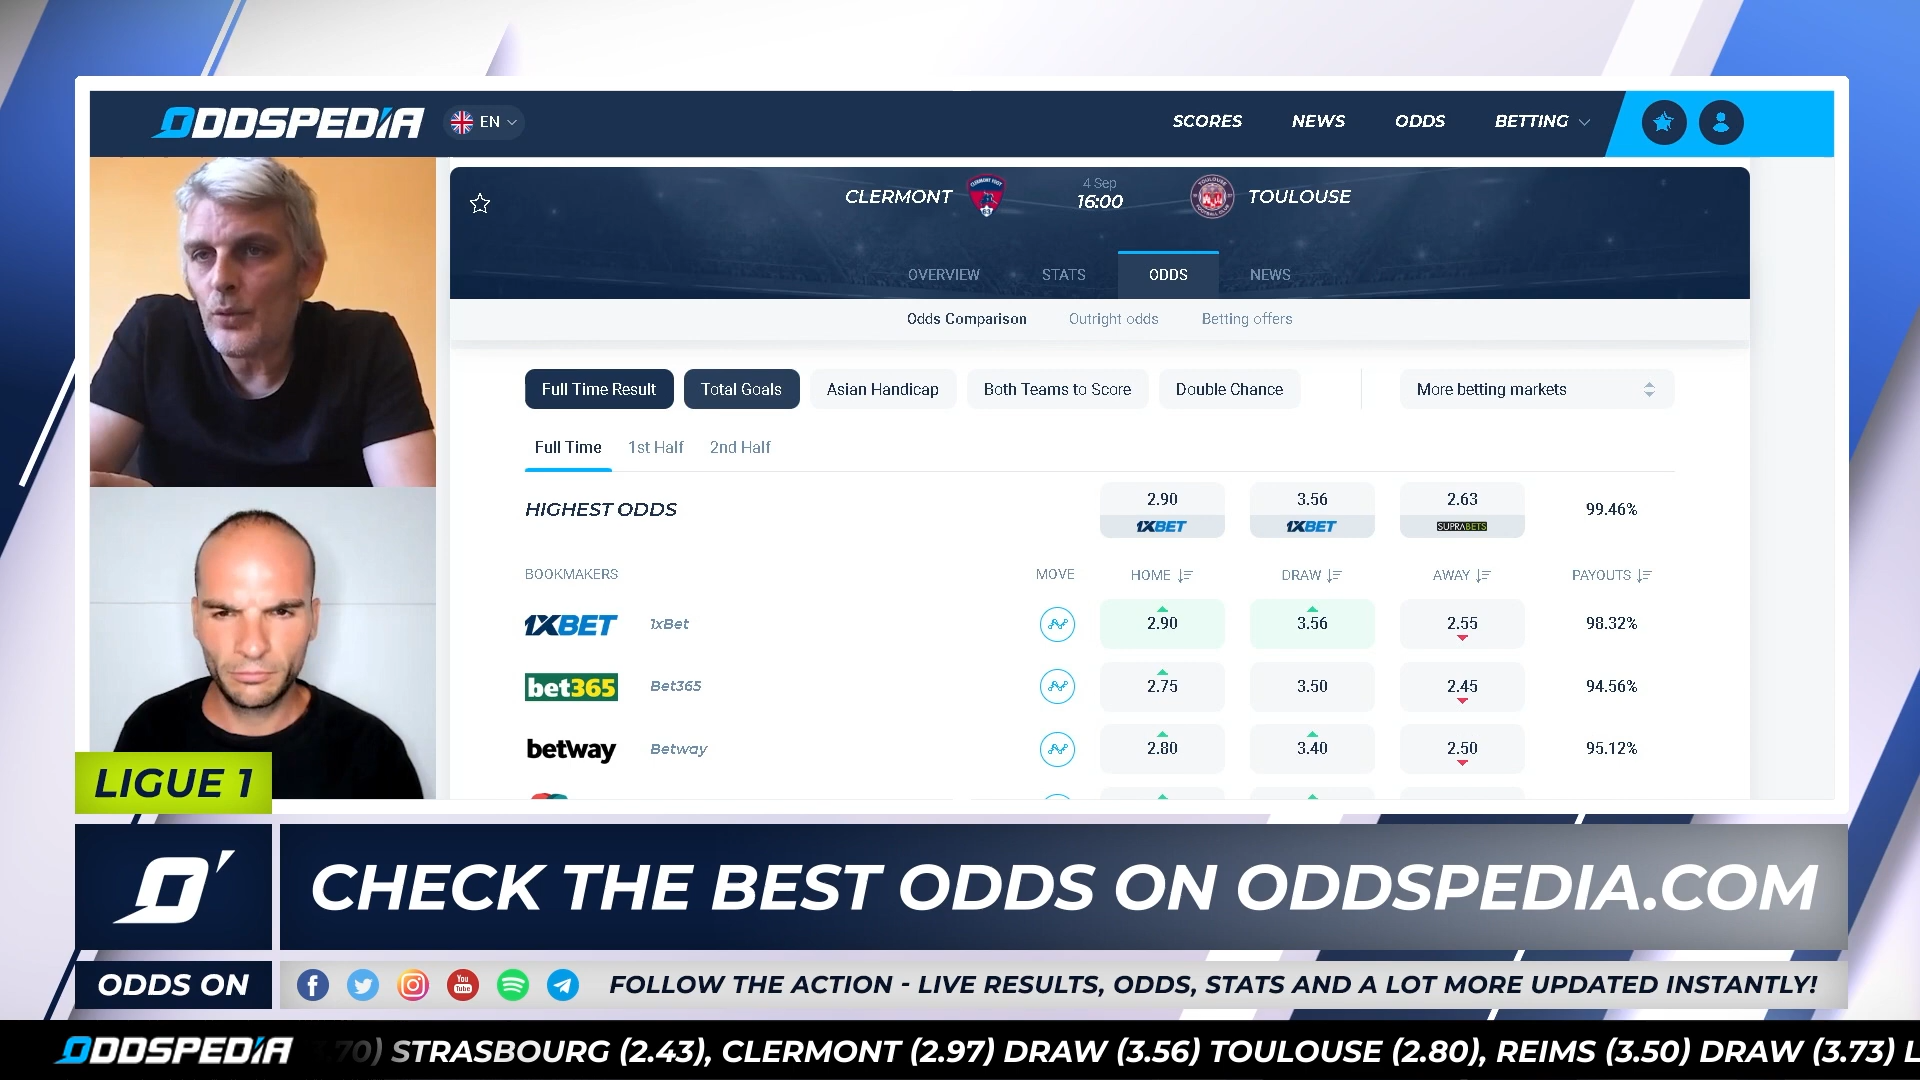 ODDSPEDIA EN SCORES NEWS ODDS BETTING
4 Sep
CLERMONT 16:00 TOULOUSE
OVERVIEW STATS ODDS NEWS
Odds Comparison Outright odds Betting offers
Full Time Result Total Goals Asian Handicap Both Teams to Score Double Chance More betting markets
Full Time 1st Half 2nd Half
HIGHEST ODDS 2.90 3.56 2.63 99.46%
1XBET 1XBET SUPRABETS
BOOKMAKERS MOVE HOME DRAW AWAY PAYOUTS
1XBET 1xBet 2.90 3.56 2.55 98.32%
bet365 Bet365 2.75 3.50 2.45 94.56%
betway Betway 2.80 3.40 2.50 95.12%
LIGUE 1
CHECK THE BEST ODDS ON ODDSPEDIA.COM
ODDS ON You Tube FOLLOW THE ACTION - LIVE RESULTS, ODDS, STATS AND A LOT MORE UPDATED INSTANTLY!
ODDSPEDIA .70) STRASBOURG (2.43), CLERMONT (2.97) DRAW (3.56) TOULOUSE (2.80), REIMS (3.50) DRAW (3.73) L